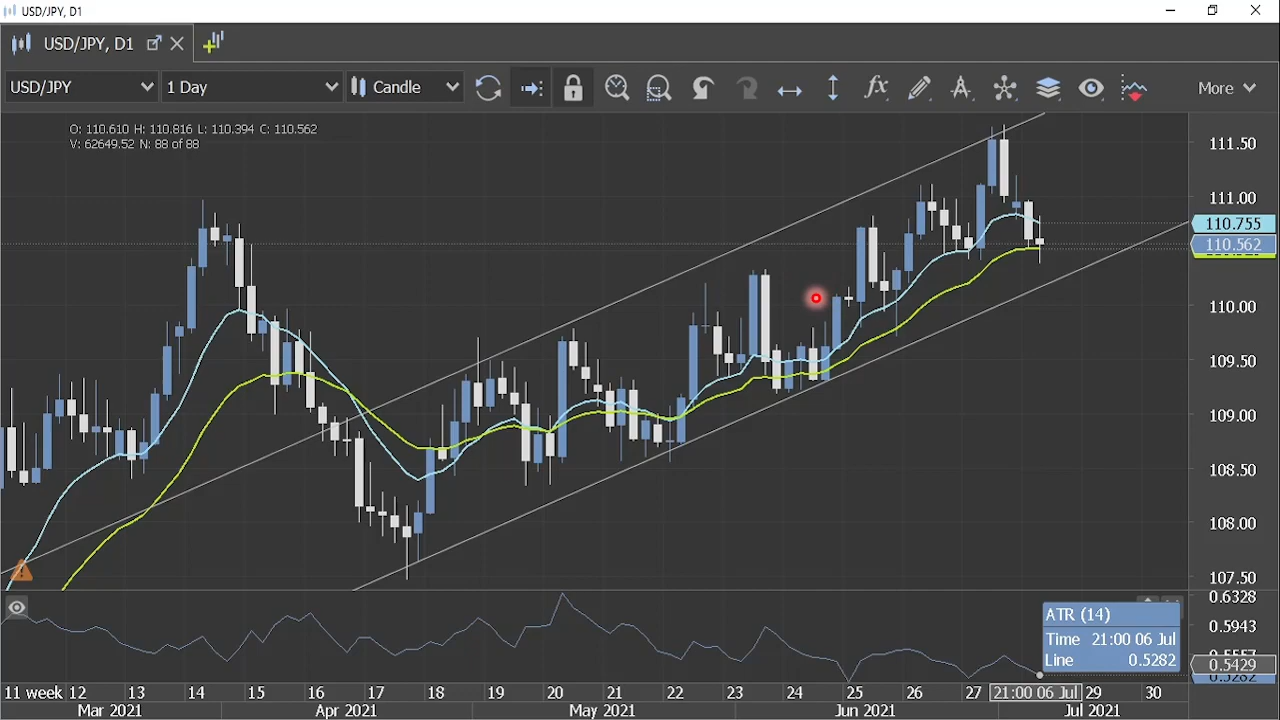 USD/JPY, D1
USD/JPY, D1
USD/JPY
1 Day
Candle
More
O: 110.610 H: 110.816 L: 110.394 C: 110.562
V: 62649.52 N: 88 of 88
111.50
111.00
110.755
110.562
110.00
109.50
109.00
108.50
108.00
107.50
0.6328
0.5943
0.5429
0.5282
ATR (14)
Time 21:00 06 Jul
Line 0.5282
11 week 12 13 14 15 16 17 18 19 20 21 22 23 24 25 26 27 21:00 06 Jul 29 30
Mar 2021 Apr 2021 May 2021 Jun 2021 Jul 2021